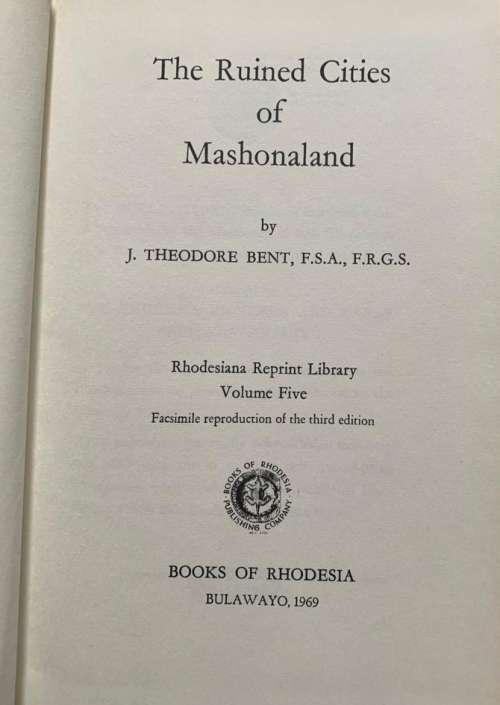 The Ruined Cities
of
Mashonaland
by
J. THEODORE BENT, F.S.A., F.R.G.S.
Rhodesiana Reprint Library
Volume Five
Facsimile reproduction of the third edition
BOOKS OF RHODESIA
PUBLISHING COMPANY
BOOKS OF RHODESIA
BULAWAYO, 1969